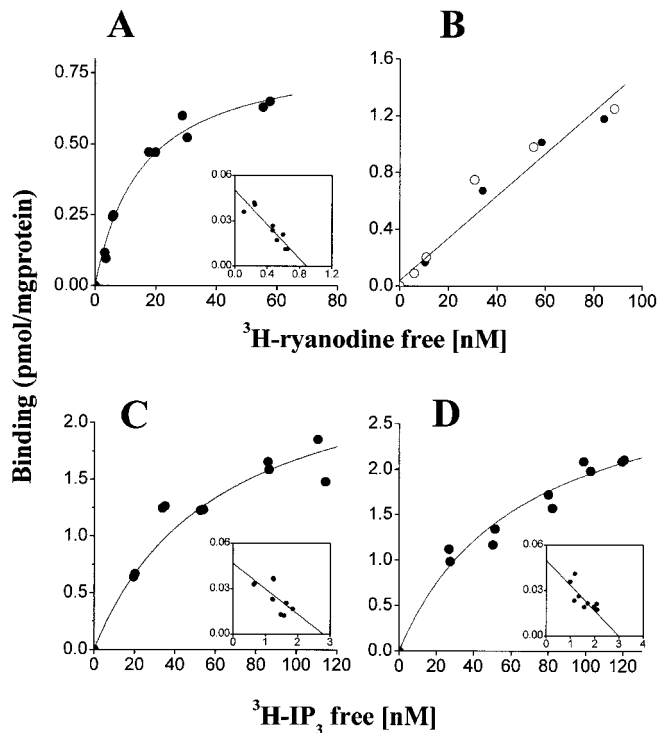 A
B
0.75
0.50
0.25
0.00
0 20 40 60 80
0.06
0.03
0.00
0.0 0.4 0.8 1.2
1.6
1.2
0.8
0.4
0.0
0 20 40 60 80 100
³H-ryanodine free [nM]
Binding (pmol/mgprotein)
C
D
2.0
1.5
1.0
0.5
0.0
0 20 40 60 80 100 120
0.06
0.03
0.00
0 1 2 3
2.5
2.0
1.5
1.0
0.5
0.0
0 20 40 60 80 100 120
0.06
0.03
0.00
0 1 2 3 4
³H-IP₃ free [nM]